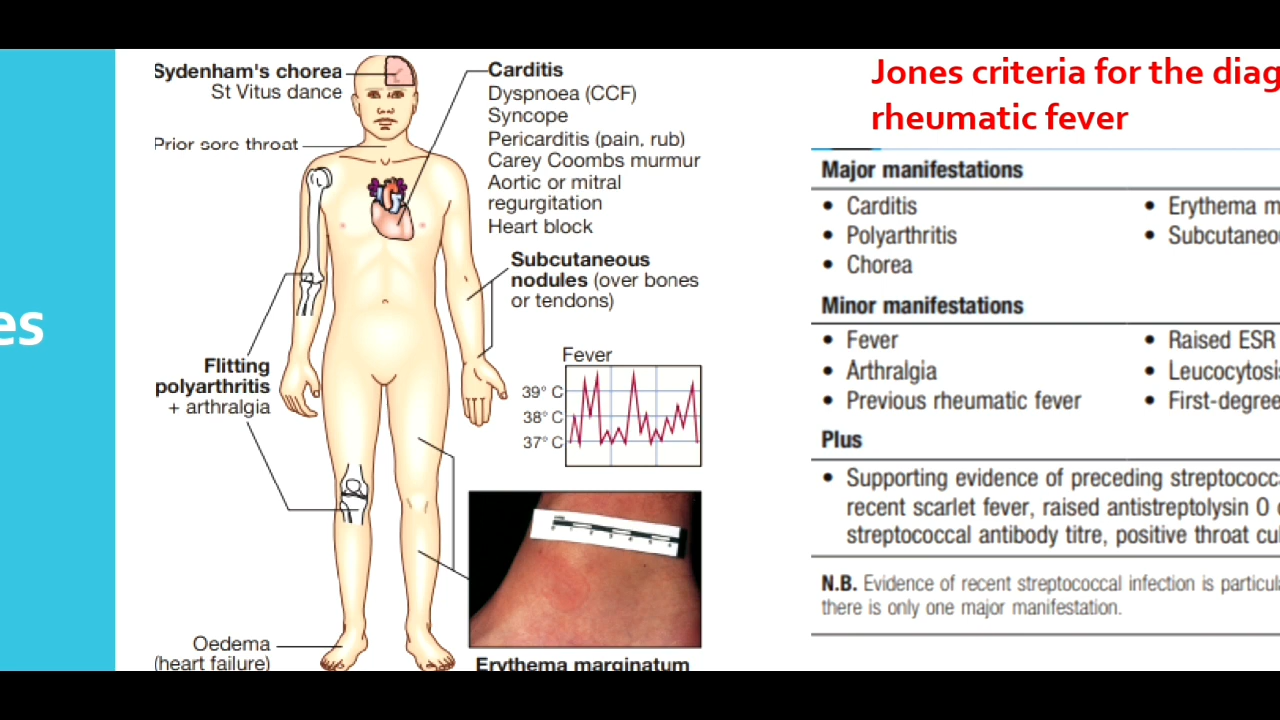 es
Sydenham's chorea
St Vitus dance
Prior sore throat
Flitting
polyarthritis
+ arthralgia
Oedema
(heart failure)
Carditis
Dyspnoea (CCF)
Syncope
Pericarditis (pain, rub)
Carey Coombs murmur
Aortic or mitral
regurgitation
Heart block
Subcutaneous
nodules (over bones
or tendons)
Fever
39° C
38° C
37° C
Erythema marginatum
Jones criteria for the diag
rheumatic fever
Major manifestations
• Carditis
• Polyarthritis
• Chorea
• Erythema m
• Subcutaneo
Minor manifestations
• Fever
• Arthralgia
• Previous rheumatic fever
• Raised ESR
• Leucocytosis
• First-degree
Plus
• Supporting evidence of preceding streptococca
recent scarlet fever, raised antistreptolysin O
streptococcal antibody titre, positive throat cu
N.B. Evidence of recent streptococcal infection is particula
there is only one major manifestation.